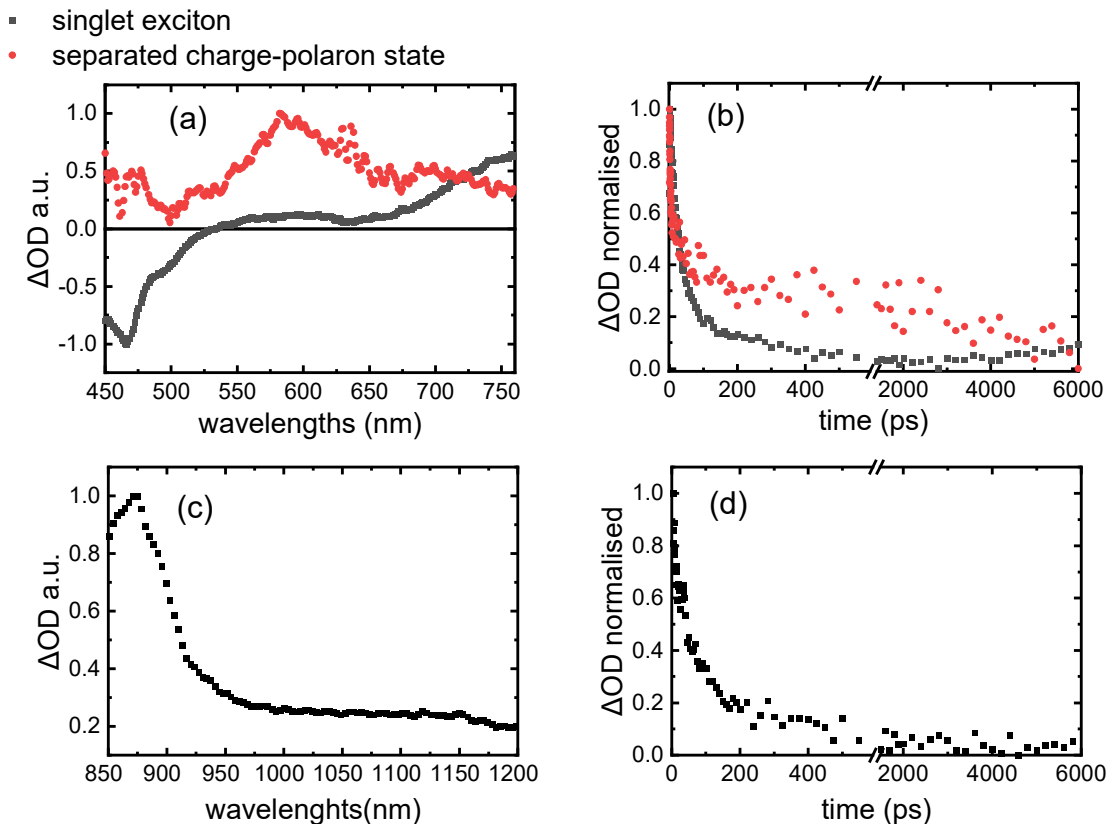 singlet exciton
separated charge-polaron state
(a)
ΔOD a.u.
1.0
0.5
0.0
-0.5
-1.0
450 500 550 600 650 700 750
wavelengths (nm)
(b)
ΔOD normalised
1.0
0.8
0.6
0.4
0.2
0.0
0 200 400 2000 4000 6000
time (ps)
(c)
ΔOD a.u.
1.0
0.8
0.6
0.4
0.2
850 900 950 1000 1050 1100 1150 1200
wavelenghts(nm)
(d)
ΔOD normalised
1.0
0.8
0.6
0.4
0.2
0.0
0 200 400 2000 4000 6000
time (ps)